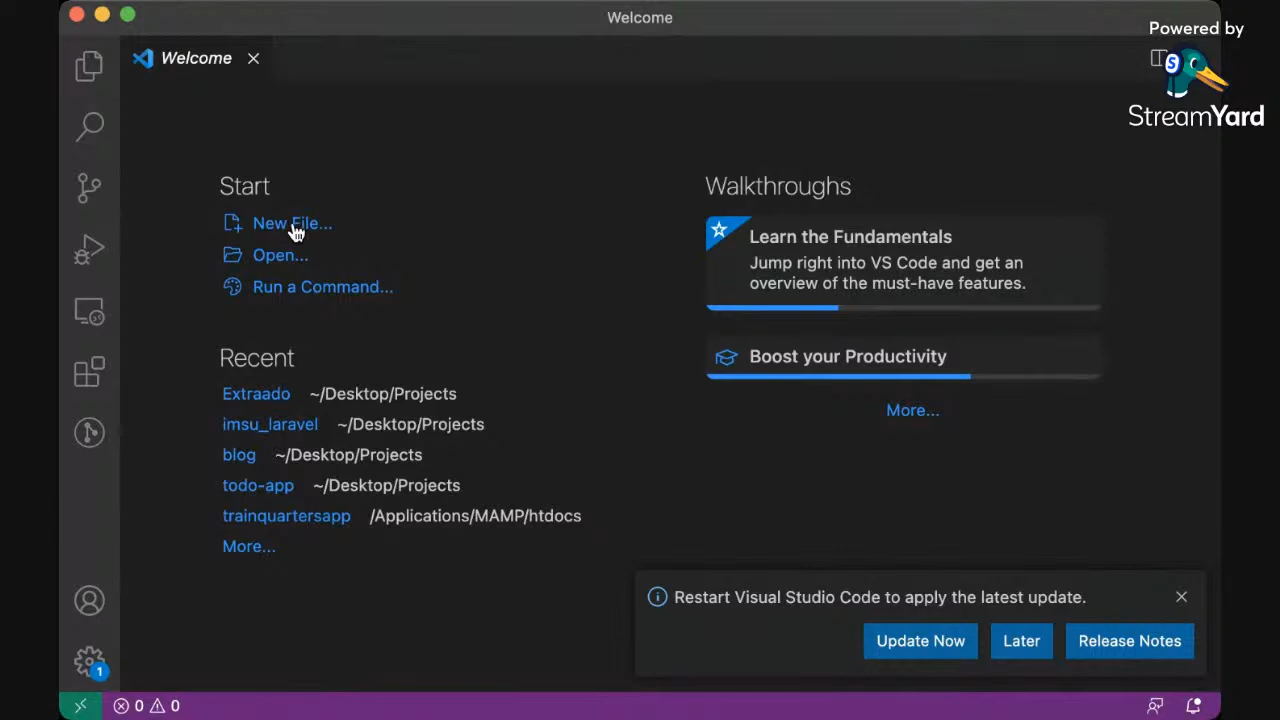 Welcome
Powered by
StreamYard
Welcome
Start
New File...
Open...
Run a Command...
Recent
Extraado ~/Desktop/Projects
imsu_laravel ~/Desktop/Projects
blog ~/Desktop/Projects
todo-app ~/Desktop/Projects
trainquartersapp /Applications/MAMP/htdocs
More...
Walkthroughs
Learn the Fundamentals
Jump right into VS Code and get an
overview of the must-have features.
Boost your Productivity
More...
Restart Visual Studio Code to apply the latest update.
Update Now Later Release Notes
1
0 0